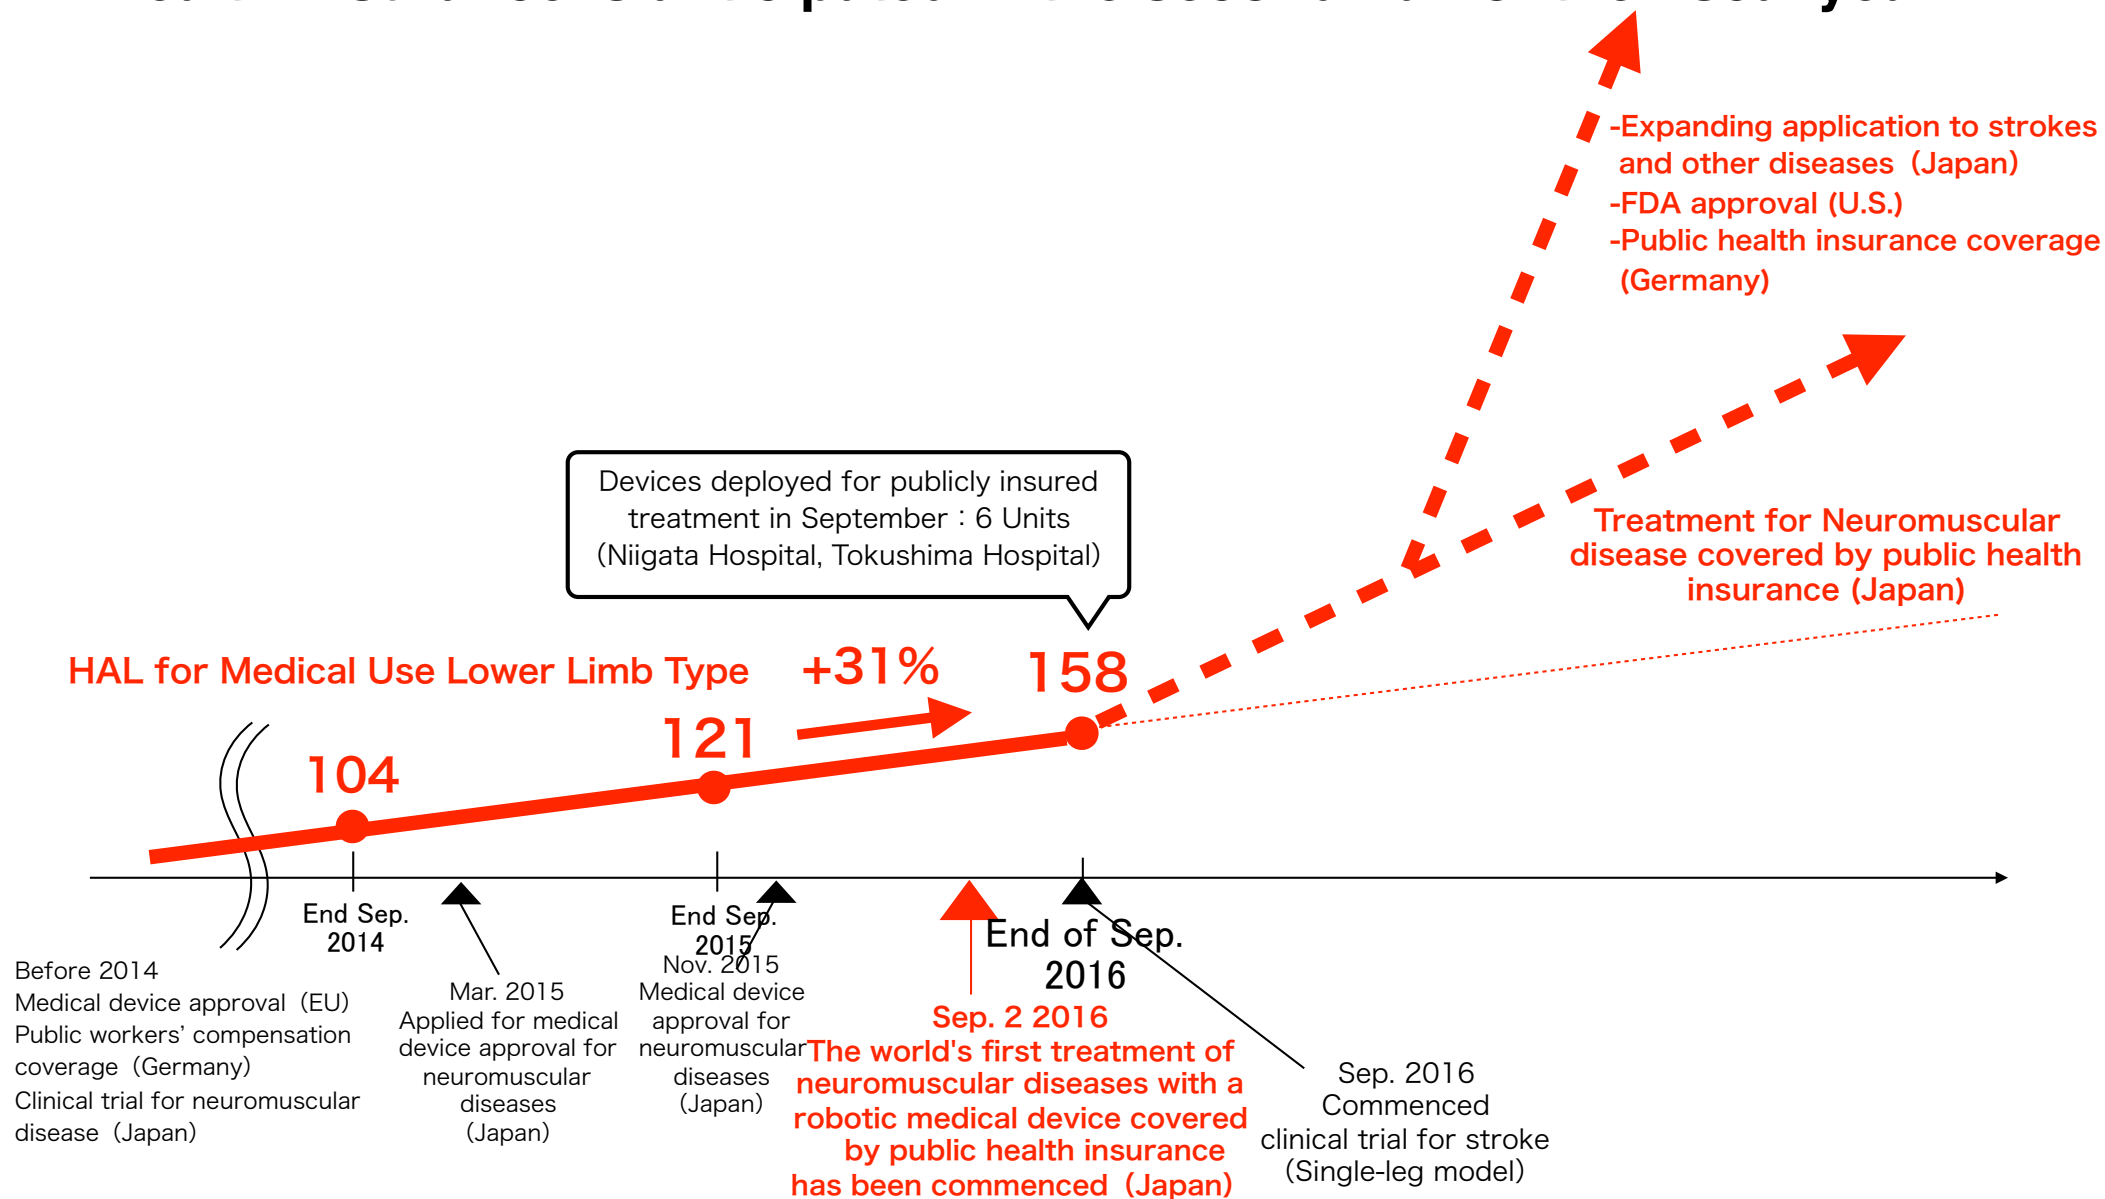 -Expanding application to strokes
and other diseases（Japan）
-FDA approval (U.S.)
-Public health insurance coverage
(Germany)
Devices deployed for publicly insured
treatment in September：6 Units
（Niigata Hospital, Tokushima Hospital）
Treatment for Neuromuscular
disease covered by public health
insurance (Japan)
HAL for Medical Use Lower Limb Type
+31%
158
121
104
End Sep.
2014
End Sep.
2015
End of Sep.
2016
Before 2014
Medical device approval（EU）
Public workers’ compensation
coverage（Germany）
Clinical trial for neuromuscular
disease（Japan）
Mar. 2015
Applied for medical
device approval for
neuromuscular
diseases
（Japan）
Nov. 2015
Medical device
approval for
neuromuscular
diseases
（Japan）
Sep. 2 2016
The world's first treatment of
neuromuscular diseases with a
robotic medical device covered
by public health insurance
has been commenced（Japan）
Sep. 2016
Commenced
clinical trial for stroke
（Single-leg model）